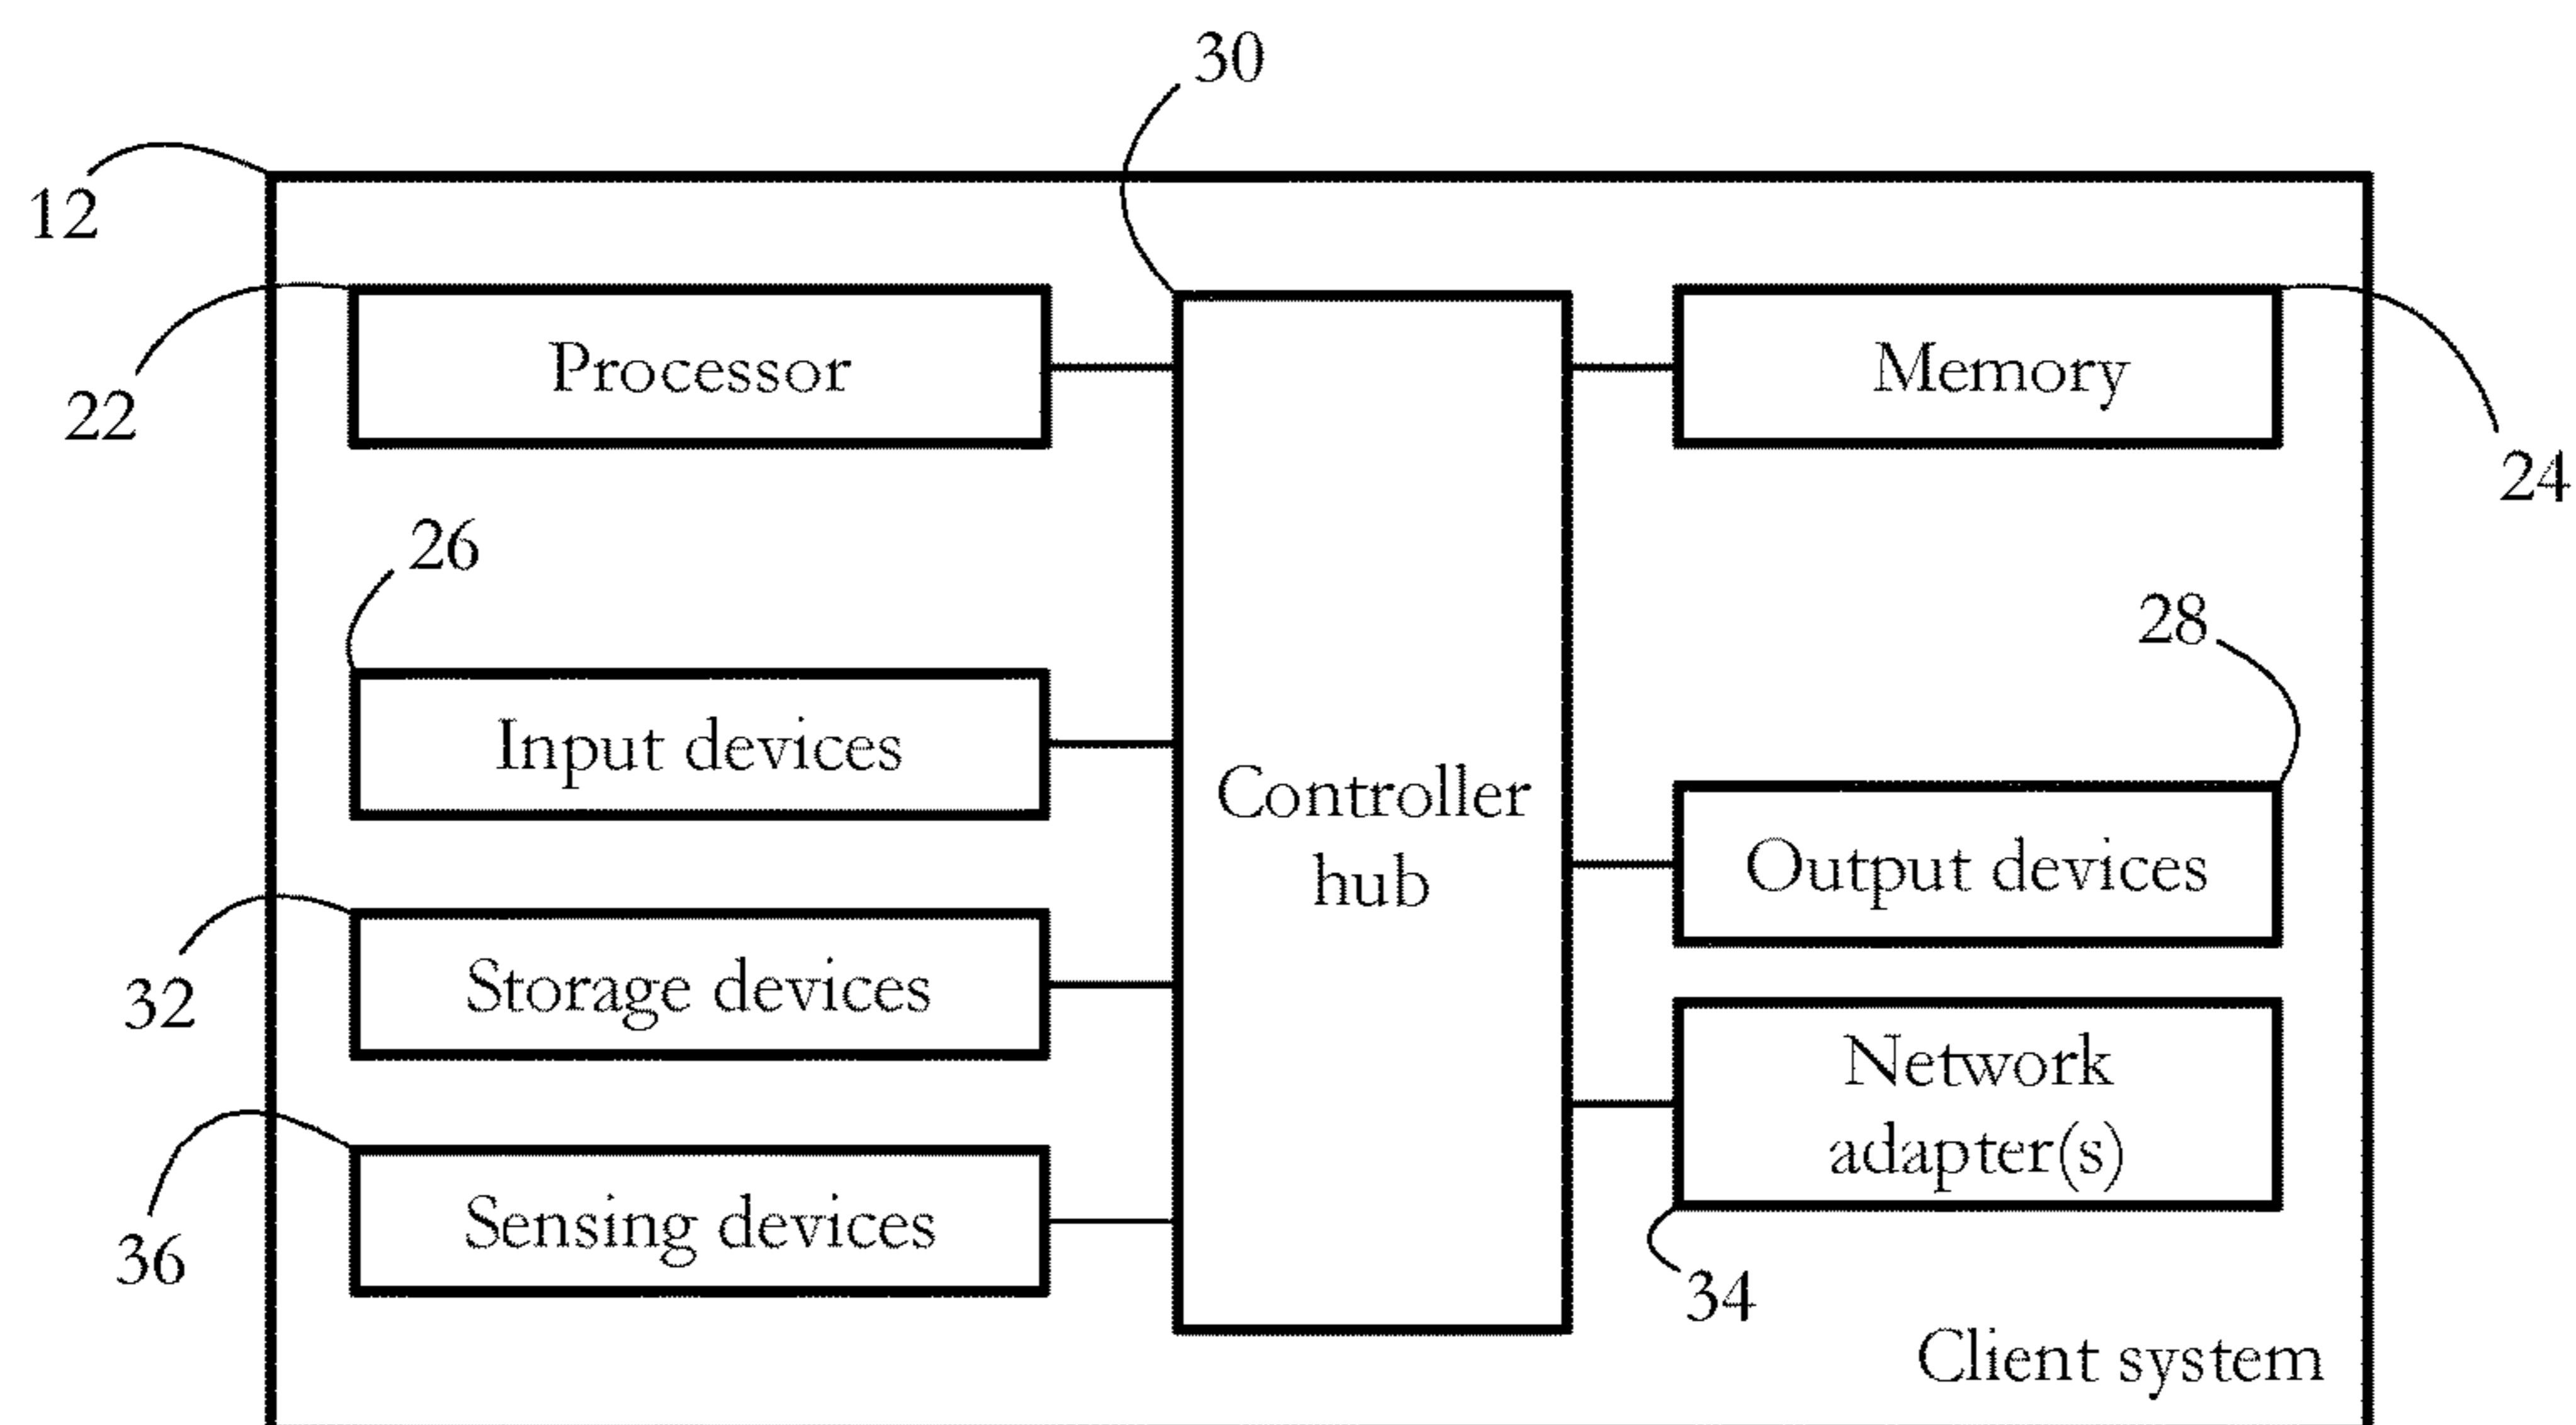 30
12
22
Processor
Memory
24
26
28
Input devices
Controller
hub
Output devices
32
Storage devices
Network
adapter(s)
36
Sensing devices
34
Client system